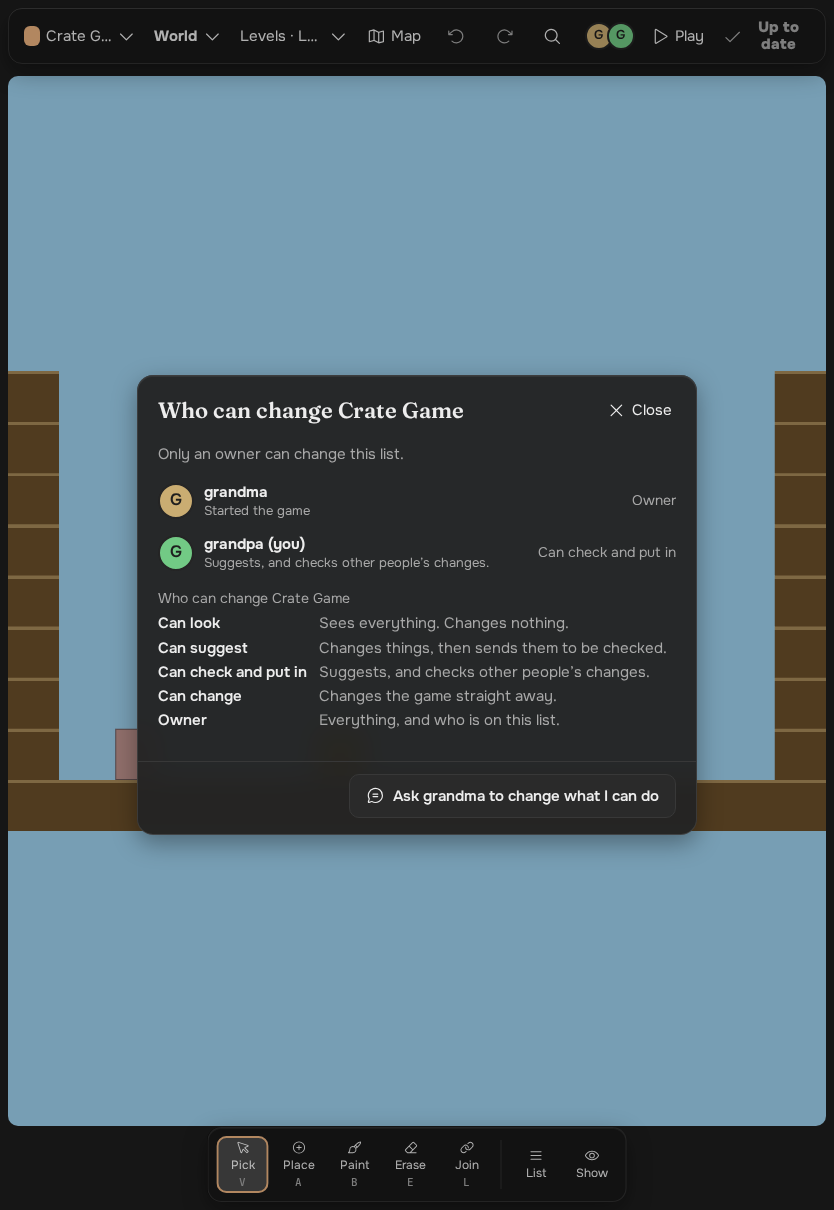 Crate G... World Levels · L... Map G G Play Up to date
Who can change Crate Game
Close
Only an owner can change this list.
G
grandma
Started the game
Owner
G
grandpa (you)
Suggests, and checks other people’s changes.
Can check and put in
Who can change Crate Game
Can look Sees everything. Changes nothing.
Can suggest Changes things, then sends them to be checked.
Can check and put in Suggests, and checks other people’s changes.
Can change Changes the game straight away.
Owner Everything, and who is on this list.
Ask grandma to change what I can do
Pick Place Paint Erase Join List Show
V A B E L